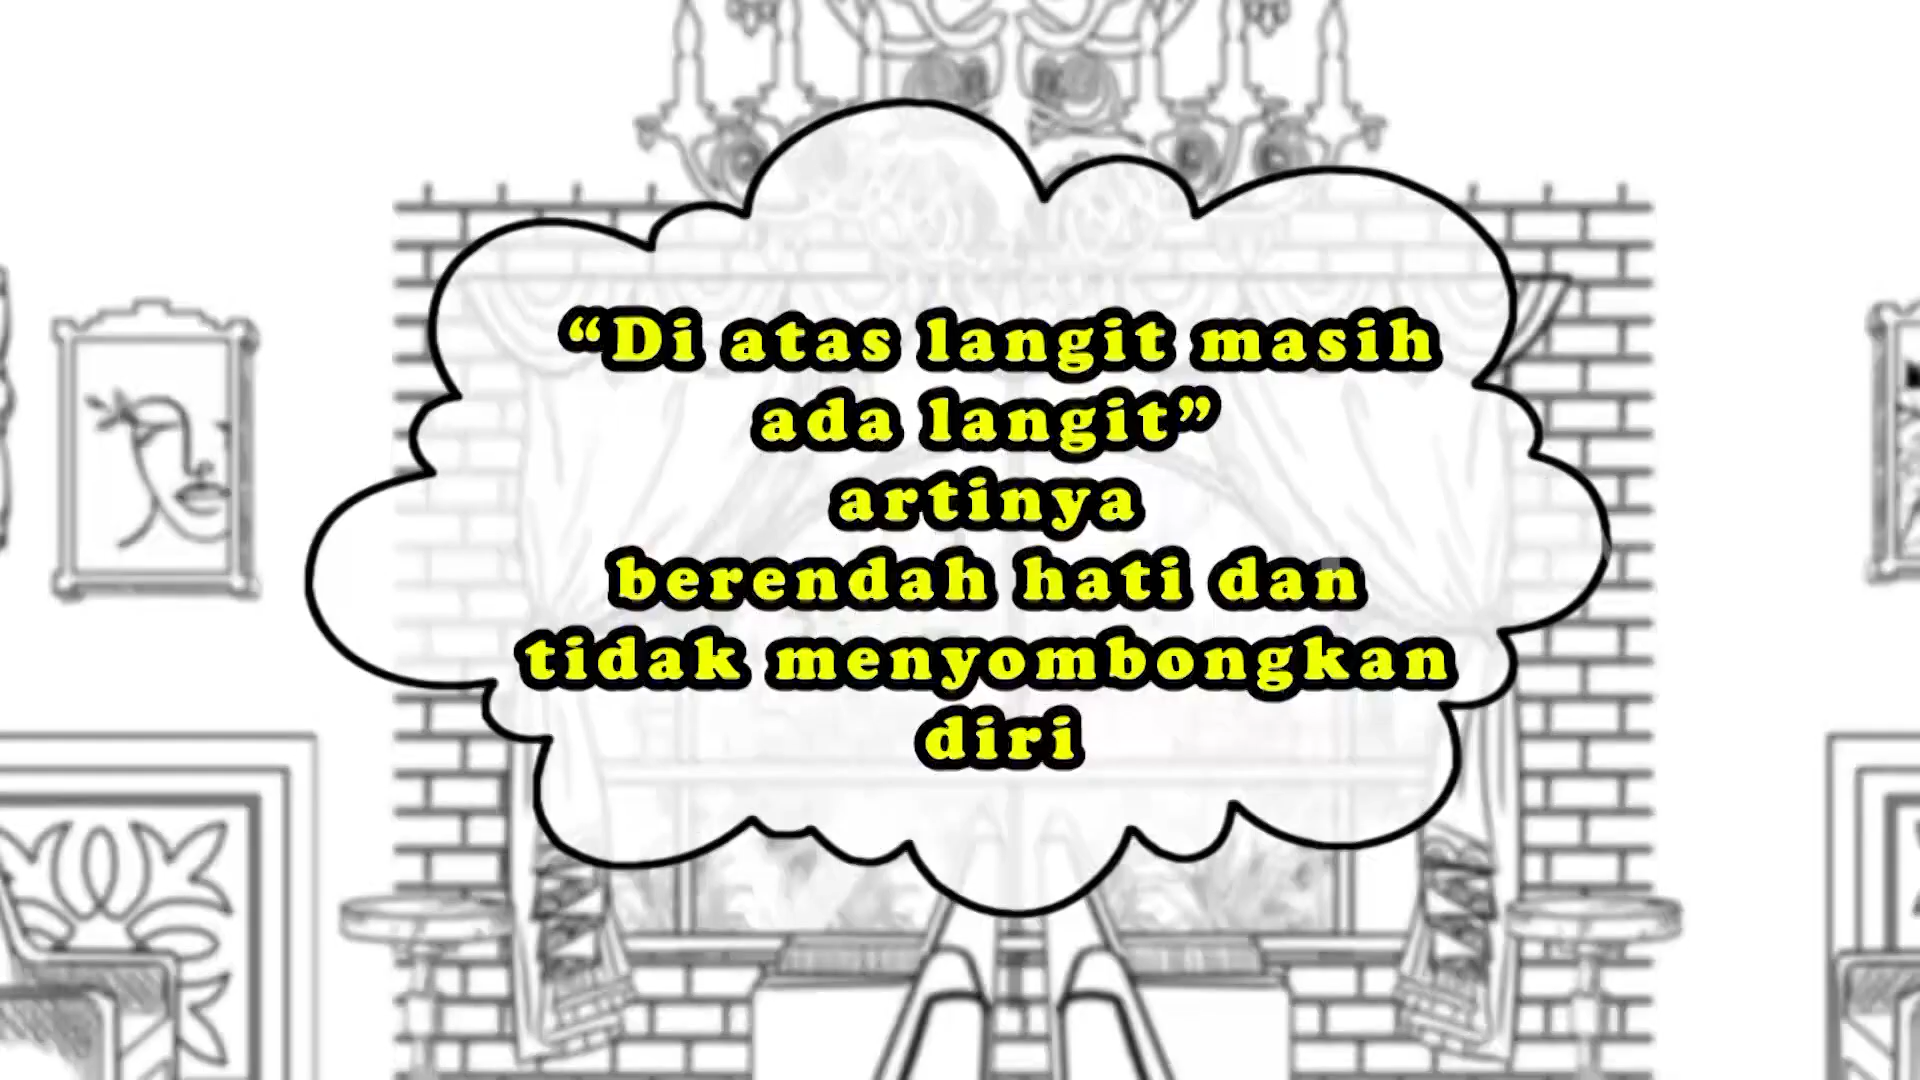 “Di atas langit masih
ada langit”
artinya
berendah hati dan
tidak menyombongkan
diri